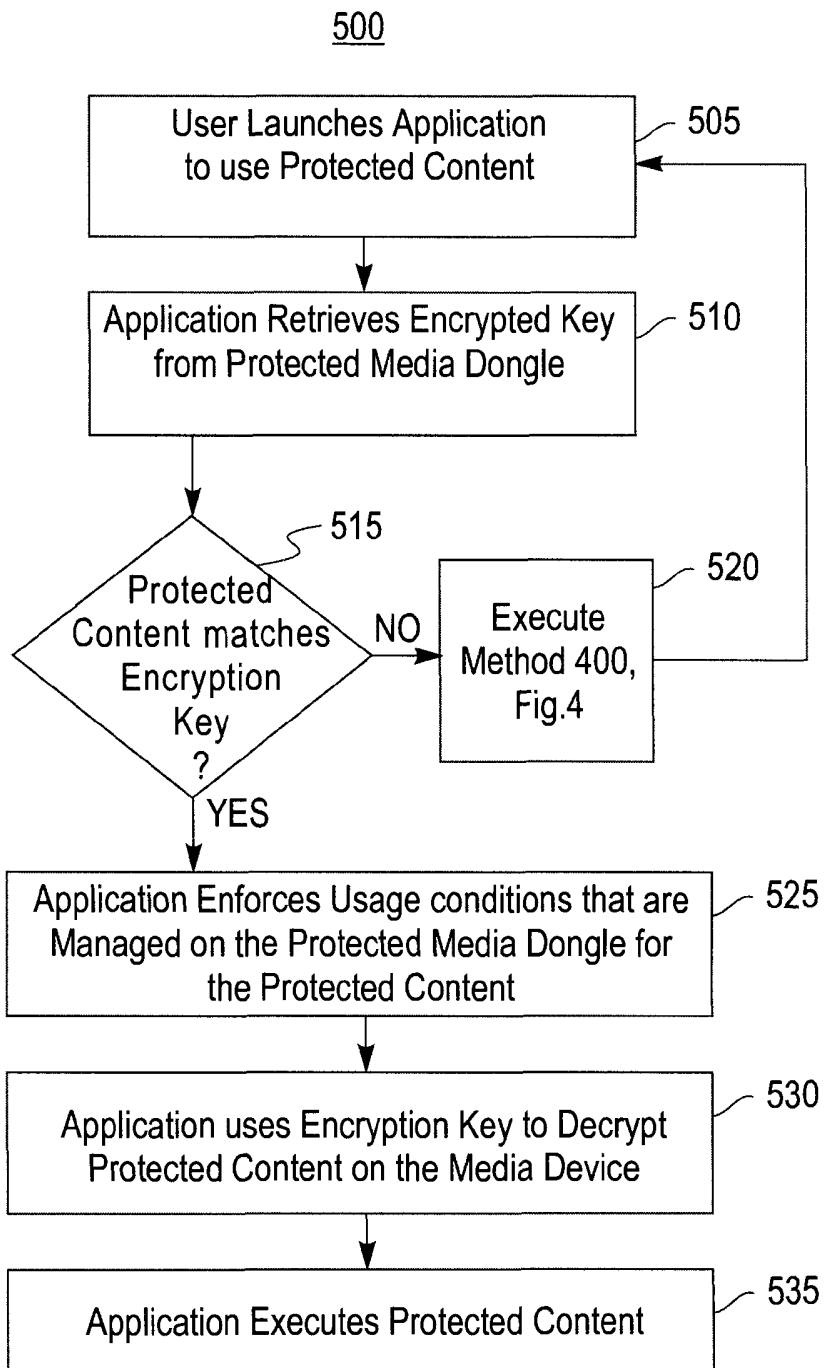 500
User Launches Application
to use Protected Content
505
Application Retrieves Encrypted Key
from Protected Media Dongle
510
515
Protected
Content matches
Encryption
Key
?
NO
520
Execute
Method 400,
Fig.4
YES
Application Enforces Usage conditions that are
Managed on the Protected Media Dongle for
the Protected Content
525
Application uses Encryption Key to Decrypt
Protected Content on the Media Device
530
Application Executes Protected Content
535